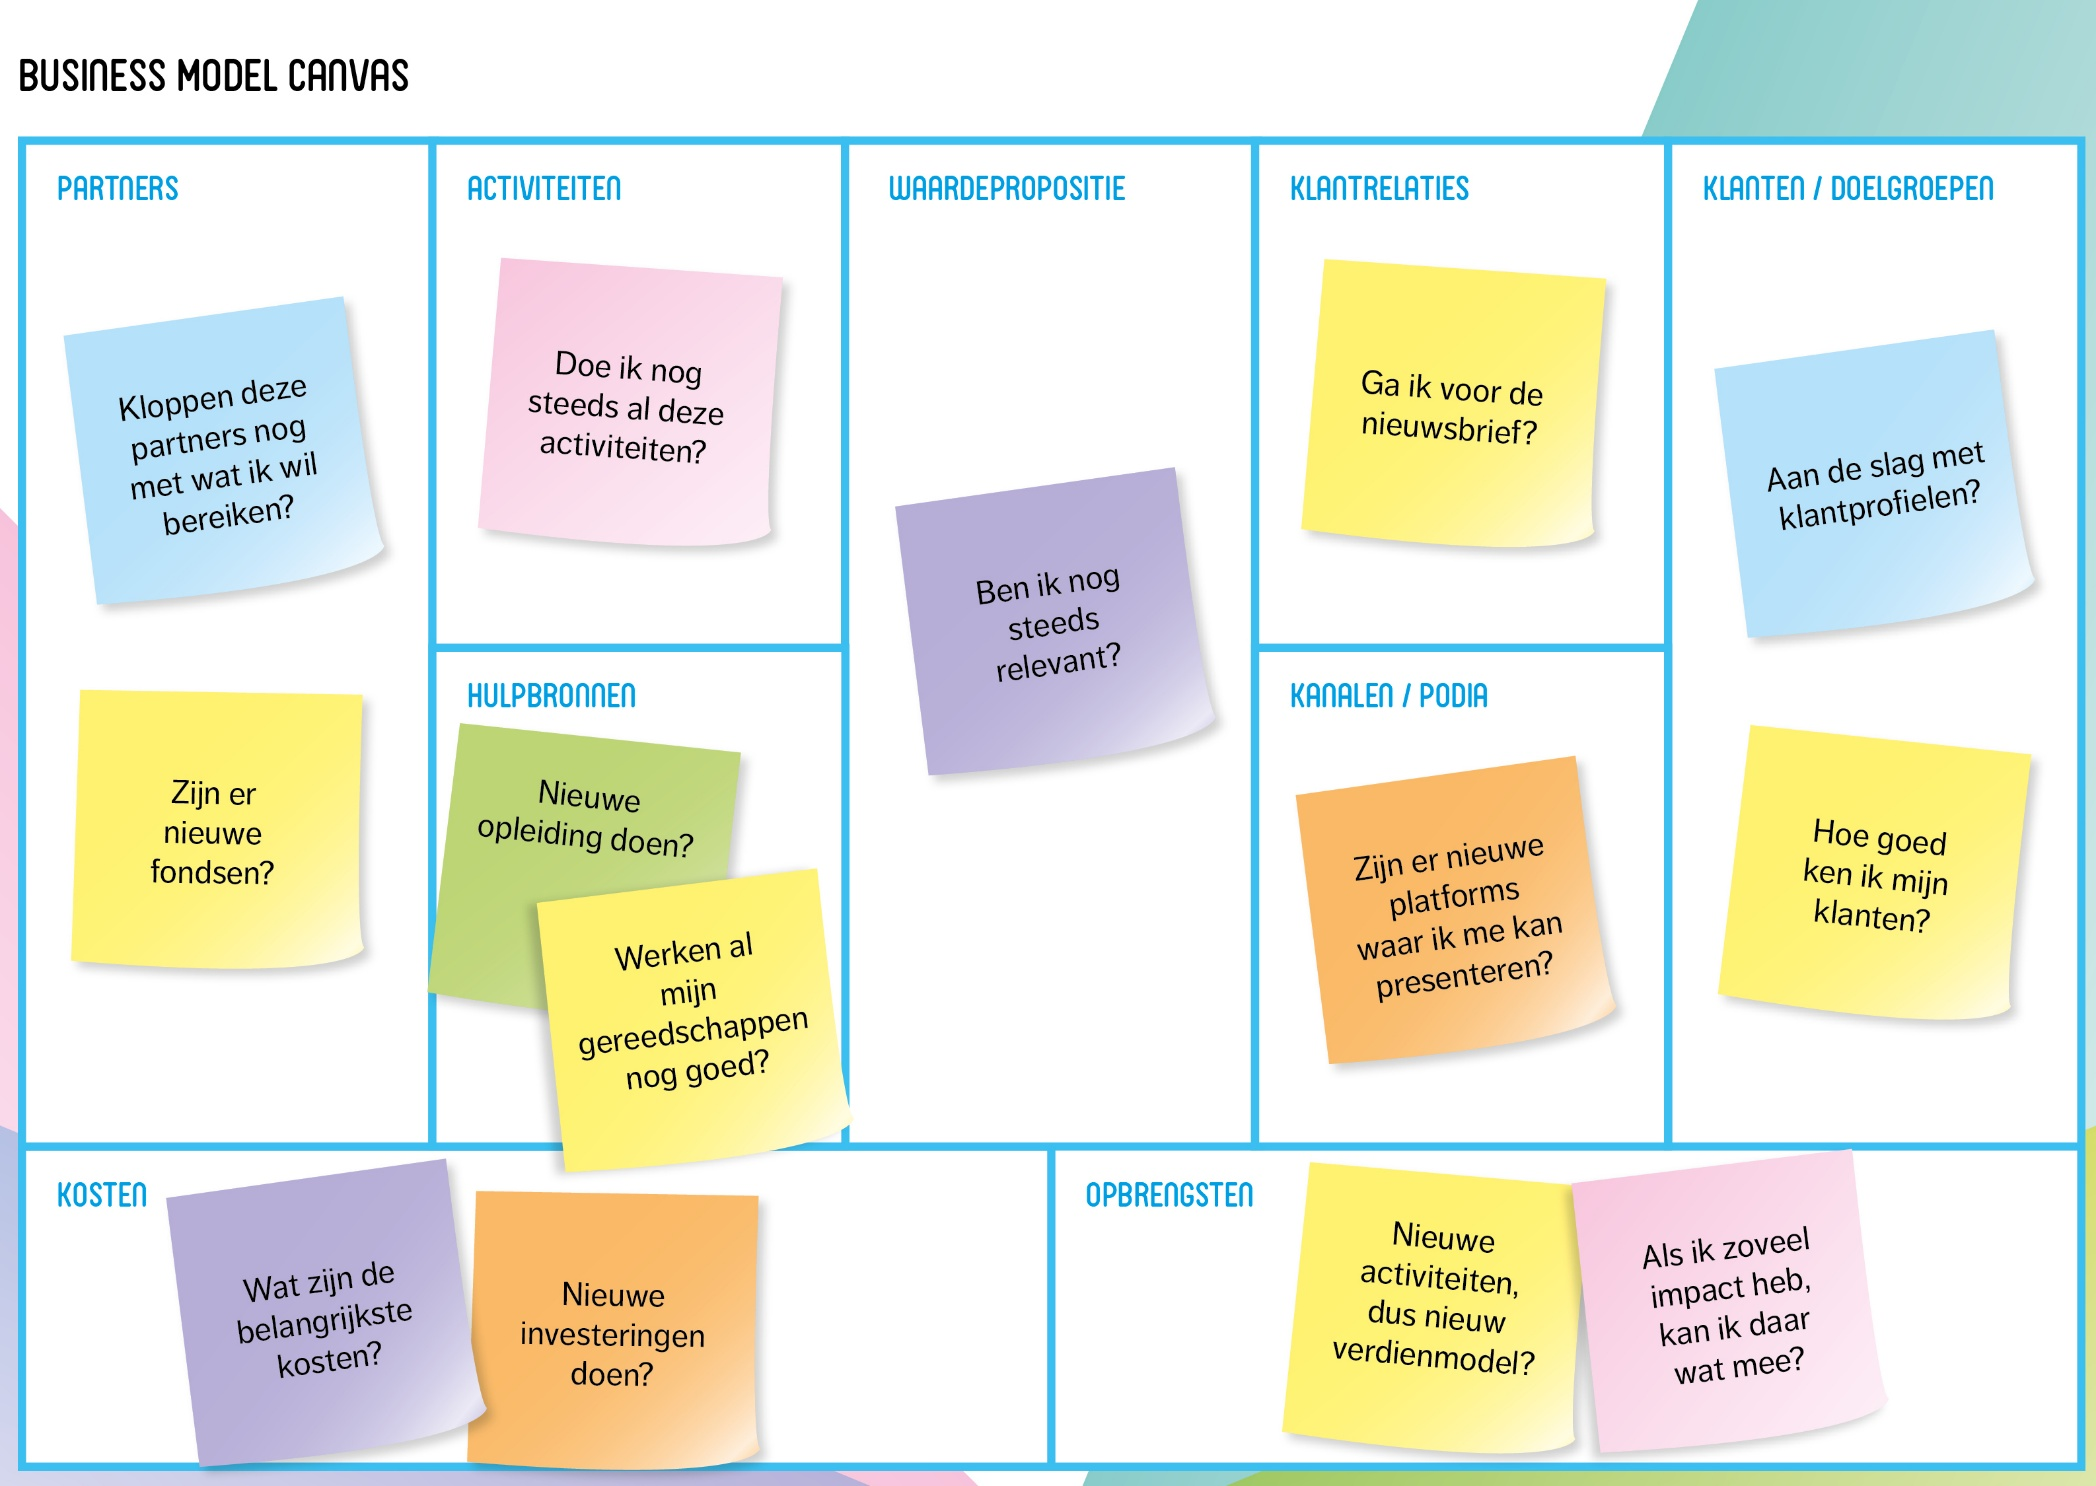 BUSINESS MODEL CANVAS
PARTNERS
Kloppen deze
partners nog
met wat ik wil
bereiken?
Zijn er
nieuwe
fondsen?
ACTIVITEITEN
Doe ik nog
steeds al deze
activiteiten?
HULPBRONNEN
Nieuwe
opleiding doen?
Werken al
mijn
gereedschappen
nog goed?
WAARDEPROPOSITIE
Ben ik nog
steeds
relevant?
KLANTRELATIES
Ga ik voor de
nieuwsbrief?
KANALEN / PODIA
Zijn er nieuwe
platforms
waar ik me kan
presenteren?
KLANTEN / DOELGROEPEN
Aan de slag met
klantprofielen?
Hoe goed
ken ik mijn
klanten?
KOSTEN
Wat zijn de
belangrijkste
kosten?
Nieuwe
investeringen
doen?
OPBRENGSTEN
Nieuwe
activiteiten,
dus nieuw
verdienmodel?
Als ik zoveel
impact heb,
kan ik daar
wat mee?